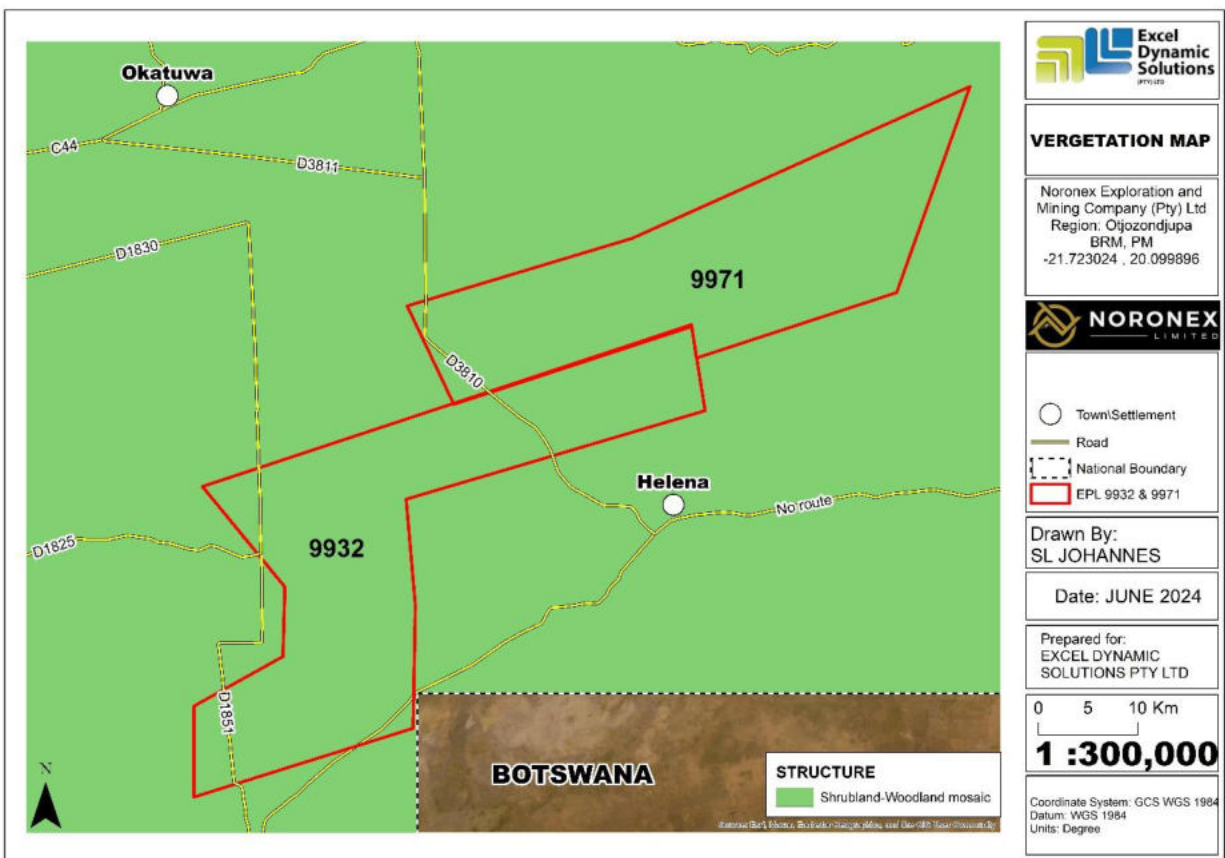 Okatuwa
C44
D3811
D1830
9971
D3810
Helena
No route
D1825
9932
D1851
BOTSWANA
N
STRUCTURE
Shrubland-Woodland mosaic
Excel
Dynamic
Solutions
(PTY) LTD
VERGETATION MAP
Noronex Exploration and
Mining Company (Pty) Ltd
Region: Otjozondjupa
BRM, PM
-21.723024 , 20.099896
NORONEX
LIMITED
Town\Settlement
Road
National Boundary
EPL 9932 & 9971
Drawn By:
SL JOHANNES
Date: JUNE 2024
Prepared for:
EXCEL DYNAMIC
SOLUTIONS PTY LTD
0 5 10 Km
1 :300,000
Coordinate System: GCS WGS 1984
Datum: WGS 1984
Units: Degree